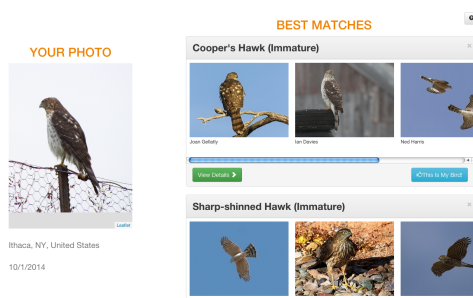 BEST MATCHES
YOUR PHOTO
Cooper's Hawk (Immature)
Joan Gellatly
Ian Davies
Ned Harris
View Details
This Is My Bird!
Leaflet
Sharp-shinned Hawk (Immature)
Ithaca, NY, United States
10/1/2014